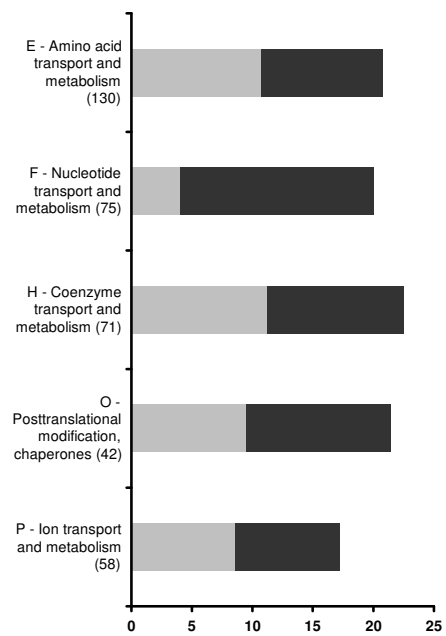 E - Amino acid
transport and
metabolism
(130)
F - Nucleotide
transport and
metabolism (75)
H - Coenzyme
transport and
metabolism (71)
O -
Posttranslational
modification,
chaperones (42)
P - Ion transport
and metabolism
(58)
0 5 10 15 20 25